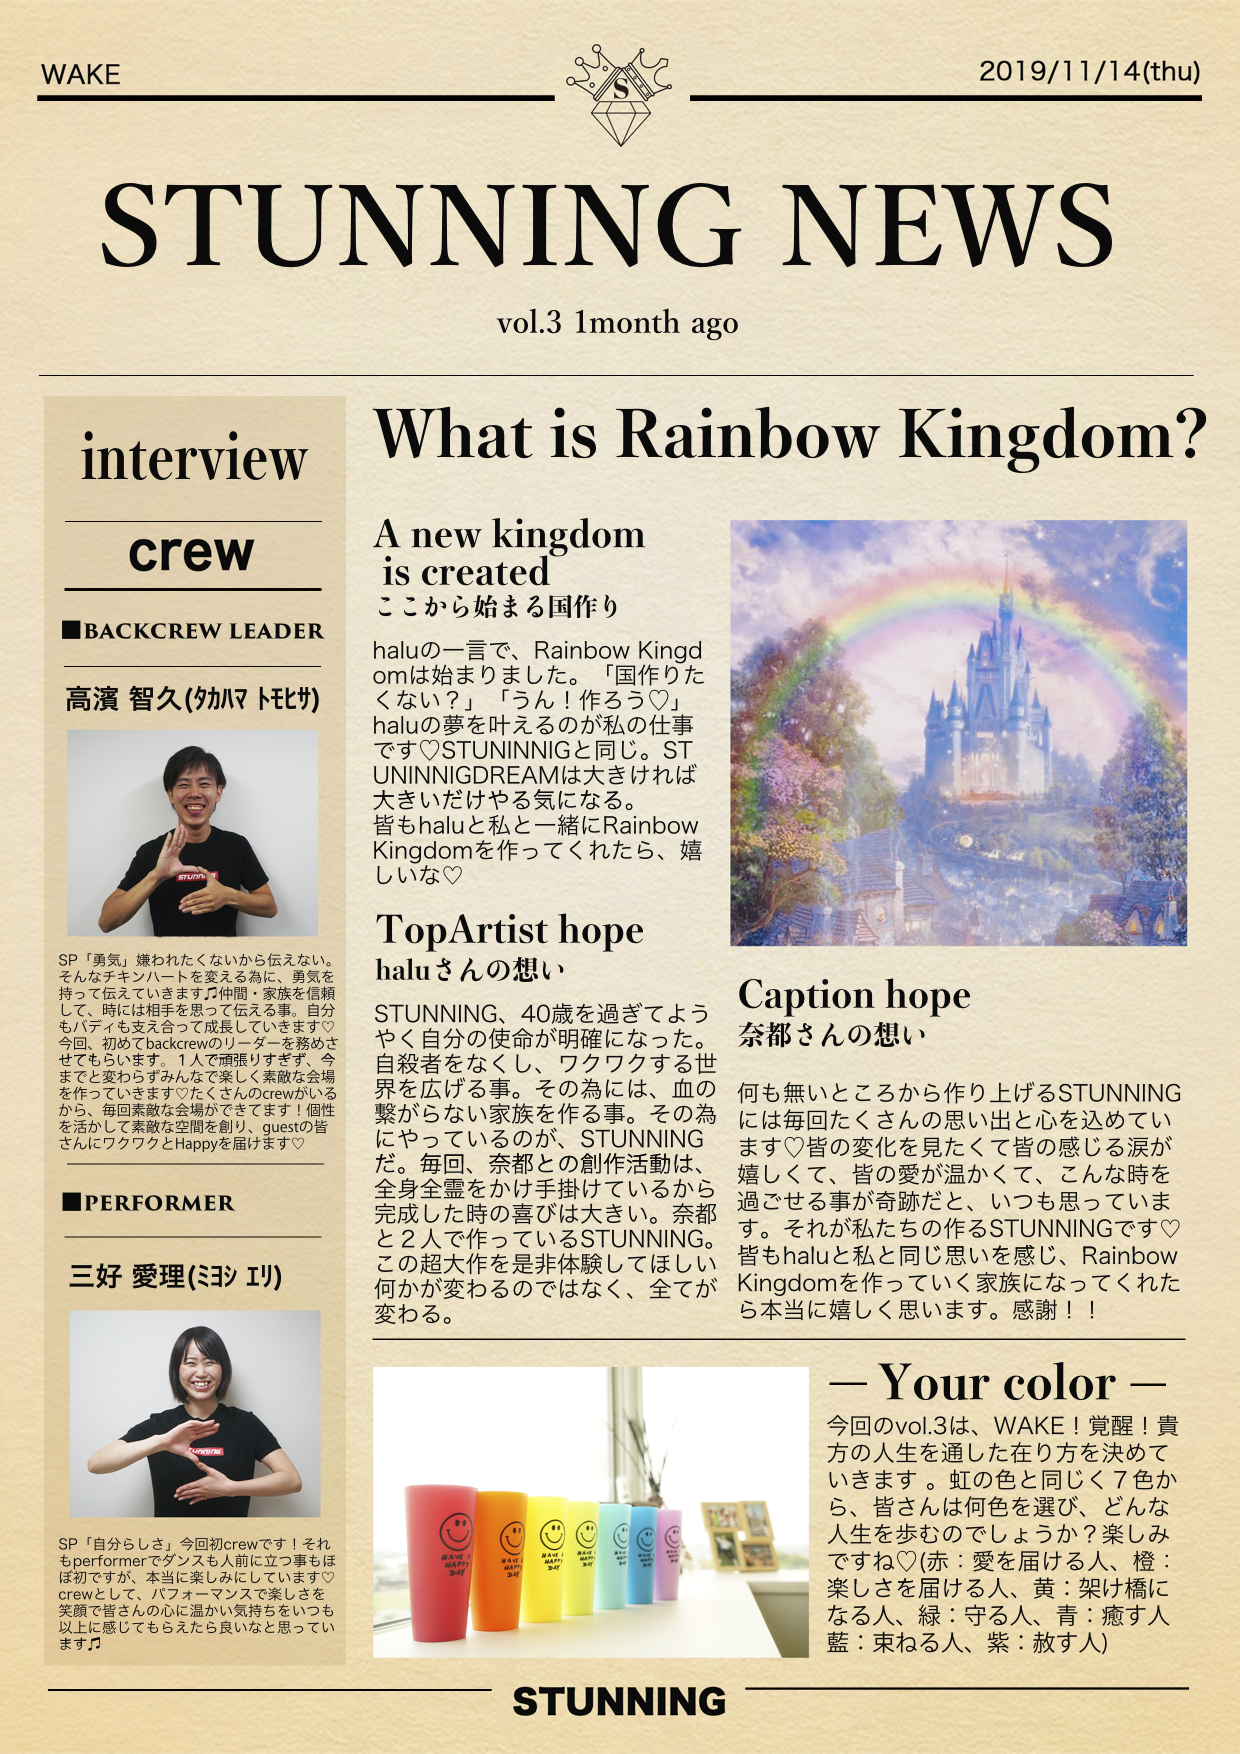 WAKE
2019/11/14(thu)
S
STUNNING NEWS
vol.3 1month ago
interview
crew
■BACKCREW LEADER
高濱 智久(ﾀｶﾊﾏ ﾄﾓﾋｻ)
STUNNING
SP「勇気」嫌われたくないから伝えない。
そんなチキンハートを変える為に、勇気を
持って伝えていきます♫仲間・家族を信頼
して、時には相手を思って伝える事。自分
もバディも支え合って成長していきます♡
今回、初めてbackcrewのリーダーを務めさ
せてもらいます。１人で頑張りすぎず、今
までと変わらずみんなで楽しく素敵な会場
を作っていきます♡たくさんのcrewがいる
から、毎回素敵な会場ができてます！個性
を活かして素敵な空間を創り、guestの皆
さんにワクワクとHappyを届けます♡
■PERFORMER
三好 愛理(ﾐﾖｼ ｴﾘ)
SP「自分らしさ」今回初crewです！それ
もperformerでダンスも人前に立つ事もほ
ぼ初ですが、本当に楽しみにしています♡
crewとして、パフォーマンスで楽しさを
笑顔で皆さんの心に温かい気持ちをいつも
以上に感じてもらえたら良いなと思ってい
ます♫
What is Rainbow Kingdom?
A new kingdom
is created
ここから始まる国作り
haluの一言で、Rainbow Kingd
omは始まりました。「国作りた
くない？」「うん！作ろう♡」
haluの夢を叶えるのが私の仕事
です♡STUNINNIGと同じ。ST
UNINNIGDREAMは大きければ
大きいだけやる気になる。
皆もhaluと私と一緒にRainbow
Kingdomを作ってくれたら、嬉
しいな♡
TopArtist hope
haluさんの想い
STUNNING、40歳を過ぎてよう
やく自分の使命が明確になった。
自殺者をなくし、ワクワクする世
界を広げる事。その為には、血の
繋がらない家族を作る事。その為
にやっているのが、STUNNING
だ。毎回、奈都との創作活動は、
全身全霊をかけ手掛けているから
完成した時の喜びは大きい。奈都
と２人で作っているSTUNNING。
この超大作を是非体験してほしい
何かが変わるのではなく、全てが
変わる。
Caption hope
奈都さんの想い
何も無いところから作り上げるSTUNNING
には毎回たくさんの思い出と心を込めてい
ます♡皆の変化を見たくて皆の感じる涙が
嬉しくて、皆の愛が温かくて、こんな時を
過ごせる事が奇跡だと、いつも思っていま
す。それが私たちの作るSTUNNINGです♡
皆もhaluと私と同じ思いを感じ、Rainbow
Kingdomを作っていく家族になってくれた
ら本当に嬉しく思います。感謝！！
HAVE A
HAPPY
DAY
HAVE A
HAPPY
DAY
HAVE A
HAPPY
DAY
— Your color —
今回のvol.3は、WAKE！覚醒！貴
方の人生を通した在り方を決めて
いきます 。虹の色と同じく７色か
ら、皆さんは何色を選び、どんな
人生を歩むのでしょうか？楽しみ
ですね♡(赤：愛を届ける人、橙：
楽しさを届ける人、黄：架け橋に
なる人、緑：守る人、青：癒す人
藍：束ねる人、紫：赦す人)
STUNNING